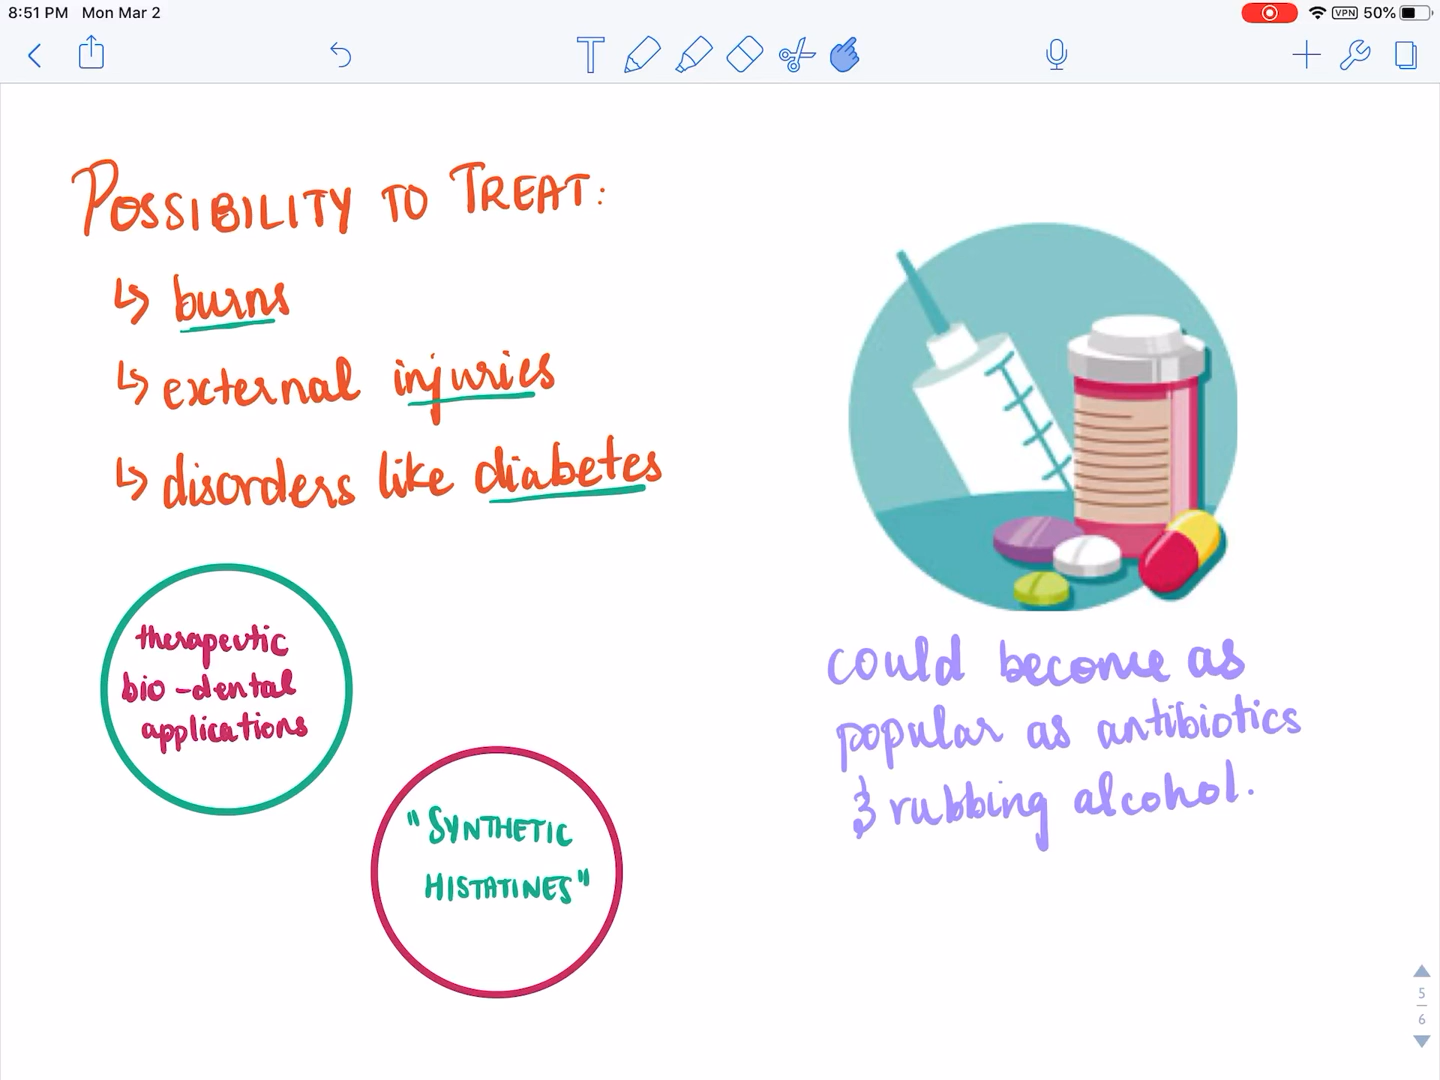 8:51 PM Mon Mar 2
VPN 50%
T
POSSIBILITY TO TREAT:
↳ burns
↳ external injuries
↳ disorders like diabetes
therapeutic
bio-dental
applications
"SYNTHETIC
HISTATINES"
could become as
popular as antibiotics
& rubbing alcohol.
5
6